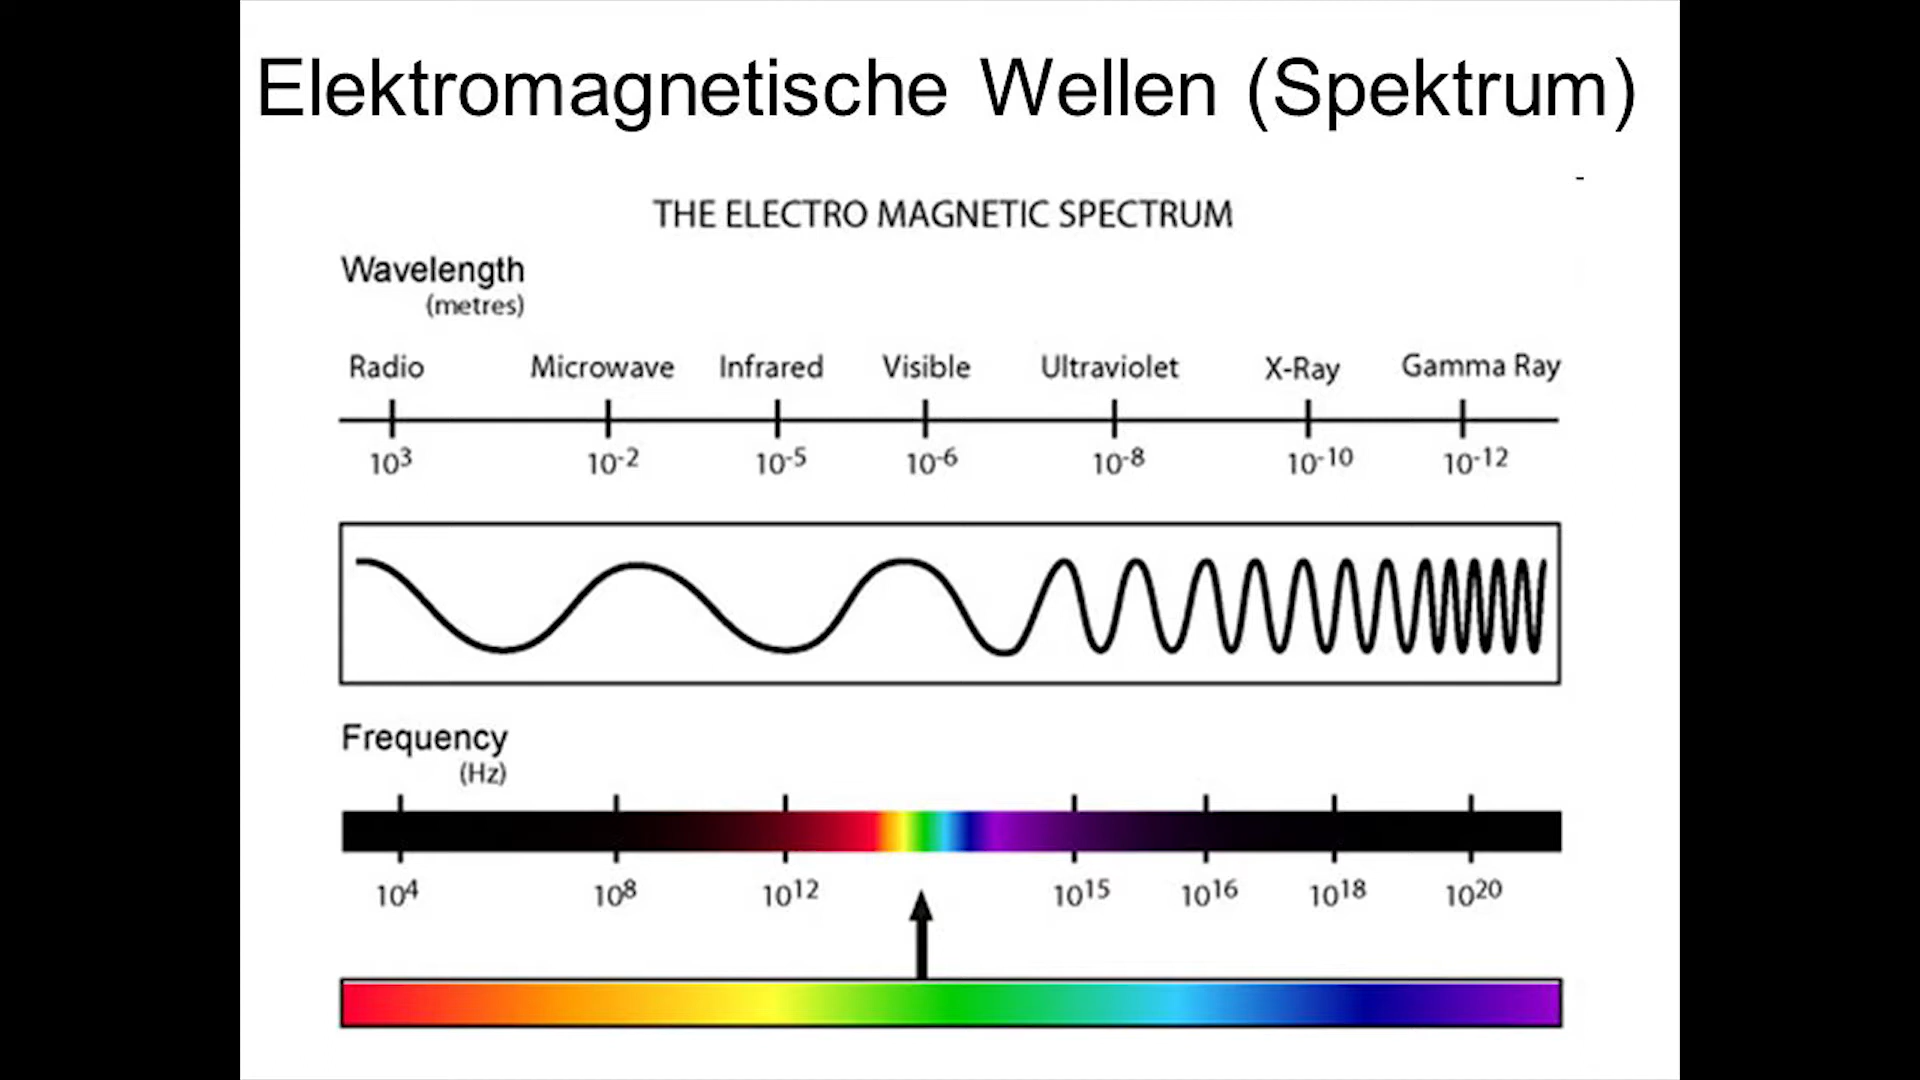 Elektromagnetische Wellen (Spektrum)
-
THE ELECTRO MAGNETIC SPECTRUM
Wavelength
(metres)
Radio Microwave Infrared Visible Ultraviolet X-Ray Gamma Ray
10³ 10⁻² 10⁻⁵ 10⁻⁶ 10⁻⁸ 10⁻¹⁰ 10⁻¹²
Frequency
(Hz)
10⁴ 10⁸ 10¹² 10¹⁵ 10¹⁶ 10¹⁸ 10²⁰